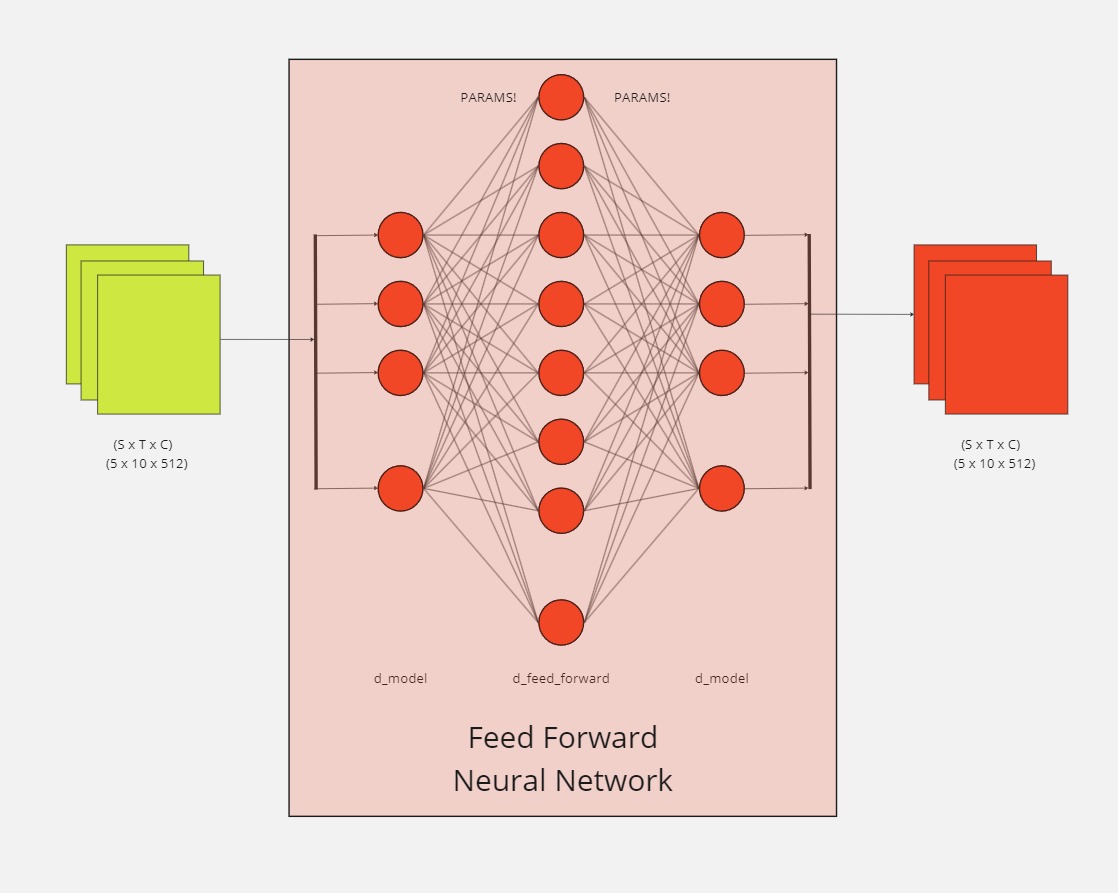 PARAMS!
PARAMS!
(S x T x C)
(5 x 10 x 512)
(S x T x C)
(5 x 10 x 512)
d_model
d_feed_forward
d_model
Feed Forward
Neural Network